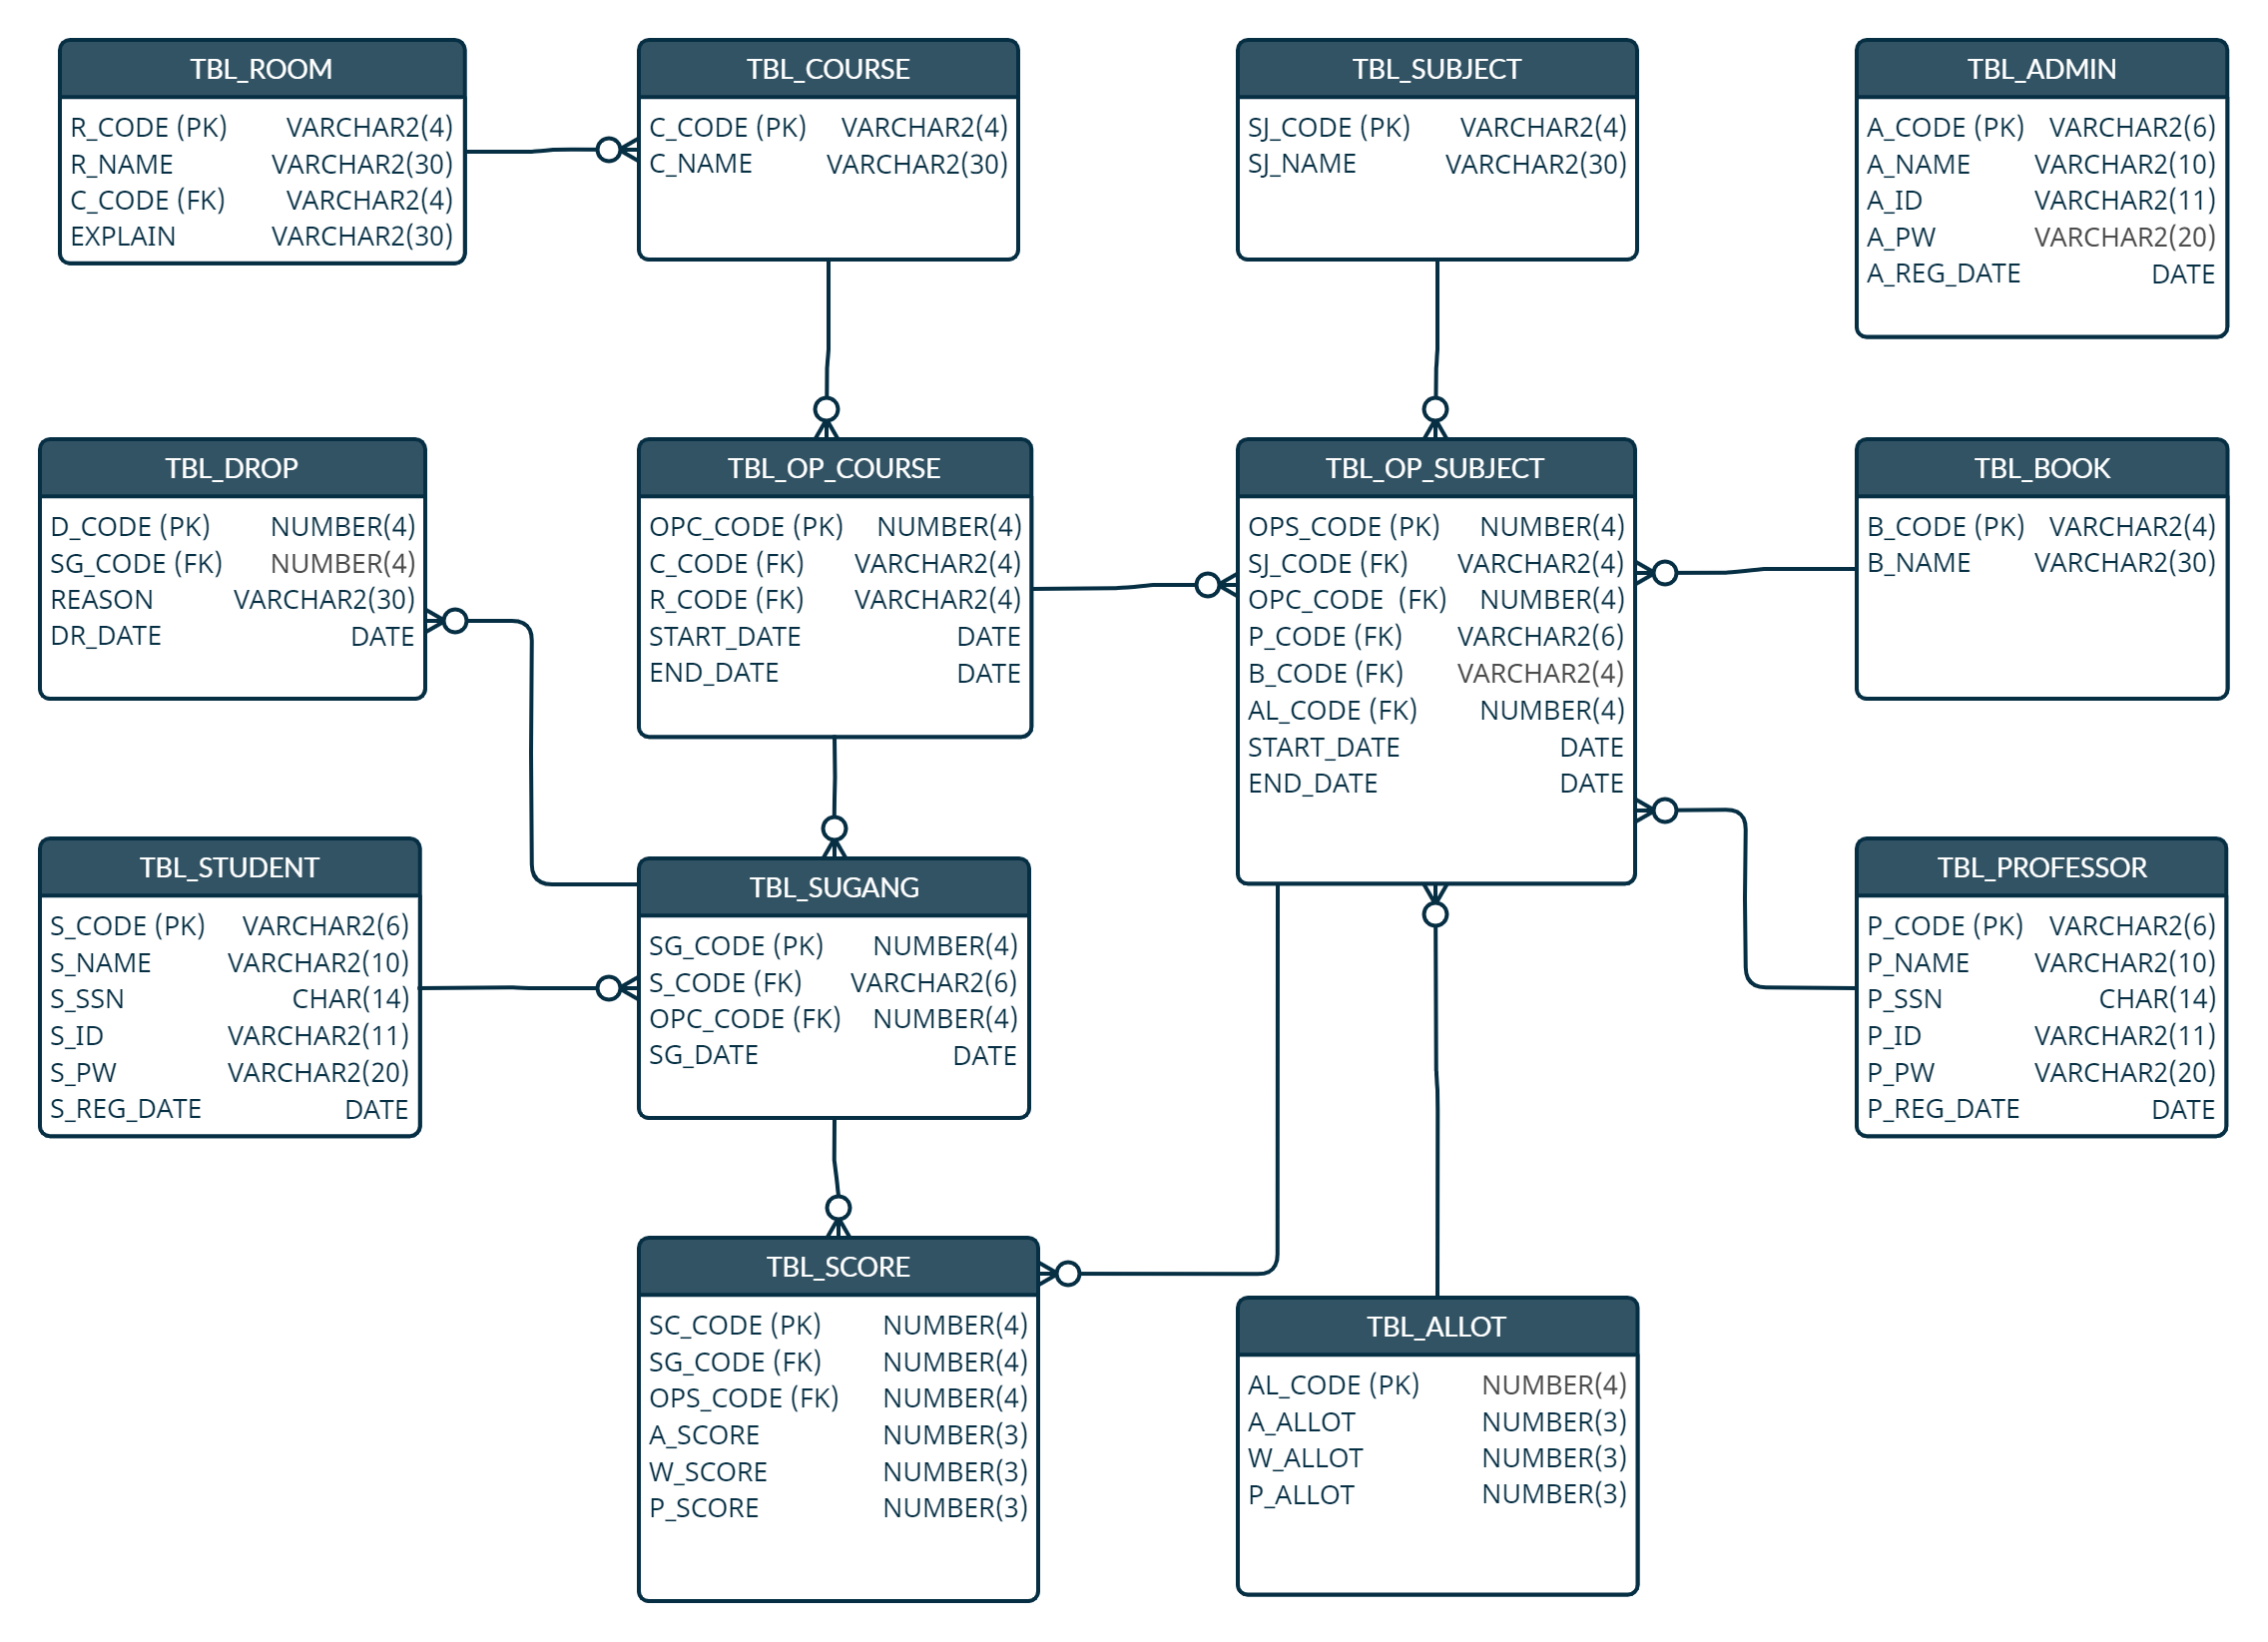 TBL_ROOM
R_CODE (PK) VARCHAR2(4)
R_NAME VARCHAR2(30)
C_CODE (FK) VARCHAR2(4)
EXPLAIN VARCHAR2(30)
TBL_COURSE
C_CODE (PK) VARCHAR2(4)
C_NAME VARCHAR2(30)
TBL_SUBJECT
SJ_CODE (PK) VARCHAR2(4)
SJ_NAME VARCHAR2(30)
TBL_ADMIN
A_CODE (PK) VARCHAR2(6)
A_NAME VARCHAR2(10)
A_ID VARCHAR2(11)
A_PW VARCHAR2(20)
A_REG_DATE DATE
TBL_DROP
D_CODE (PK) NUMBER(4)
SG_CODE (FK) NUMBER(4)
REASON VARCHAR2(30)
DR_DATE DATE
TBL_OP_COURSE
OPC_CODE (PK) NUMBER(4)
C_CODE (FK) VARCHAR2(4)
R_CODE (FK) VARCHAR2(4)
START_DATE DATE
END_DATE DATE
TBL_OP_SUBJECT
OPS_CODE (PK) NUMBER(4)
SJ_CODE (FK) VARCHAR2(4)
OPC_CODE (FK) NUMBER(4)
P_CODE (FK) VARCHAR2(6)
B_CODE (FK) VARCHAR2(4)
AL_CODE (FK) NUMBER(4)
START_DATE DATE
END_DATE DATE
TBL_BOOK
B_CODE (PK) VARCHAR2(4)
B_NAME VARCHAR2(30)
TBL_STUDENT
S_CODE (PK) VARCHAR2(6)
S_NAME VARCHAR2(10)
S_SSN CHAR(14)
S_ID VARCHAR2(11)
S_PW VARCHAR2(20)
S_REG_DATE DATE
TBL_SUGANG
SG_CODE (PK) NUMBER(4)
S_CODE (FK) VARCHAR2(6)
OPC_CODE (FK) NUMBER(4)
SG_DATE DATE
TBL_PROFESSOR
P_CODE (PK) VARCHAR2(6)
P_NAME VARCHAR2(10)
P_SSN CHAR(14)
P_ID VARCHAR2(11)
P_PW VARCHAR2(20)
P_REG_DATE DATE
TBL_SCORE
SC_CODE (PK) NUMBER(4)
SG_CODE (FK) NUMBER(4)
OPS_CODE (FK) NUMBER(4)
A_SCORE NUMBER(3)
W_SCORE NUMBER(3)
P_SCORE NUMBER(3)
TBL_ALLOT
AL_CODE (PK) NUMBER(4)
A_ALLOT NUMBER(3)
W_ALLOT NUMBER(3)
P_ALLOT NUMBER(3)